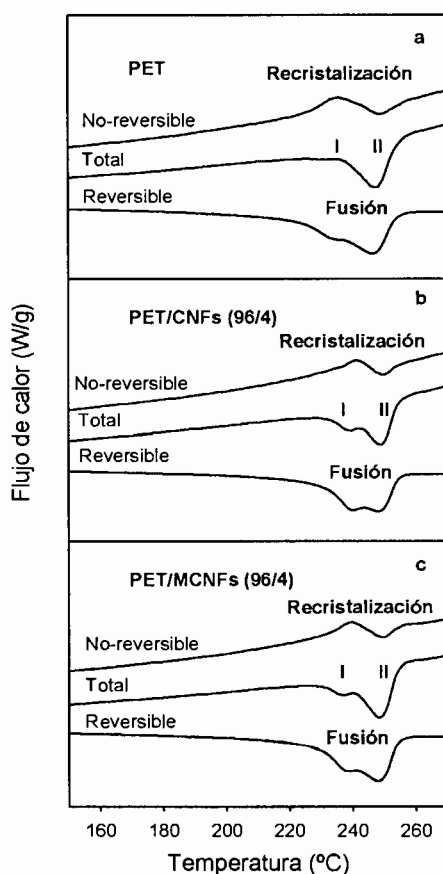 a
PET
Recristalización
No-reversible
I II
Total
Reversible
Fusión
b
PET/CNFs (96/4)
Recristalización
No-reversible
I II
Total
Reversible
Fusión
c
PET/MCNFs (96/4)
Recristalización
No-reversible
I II
Total
Reversible
Fusión
Flujo de calor (W/g)
160 180 200 220 240 260
Temperatura (ºC)